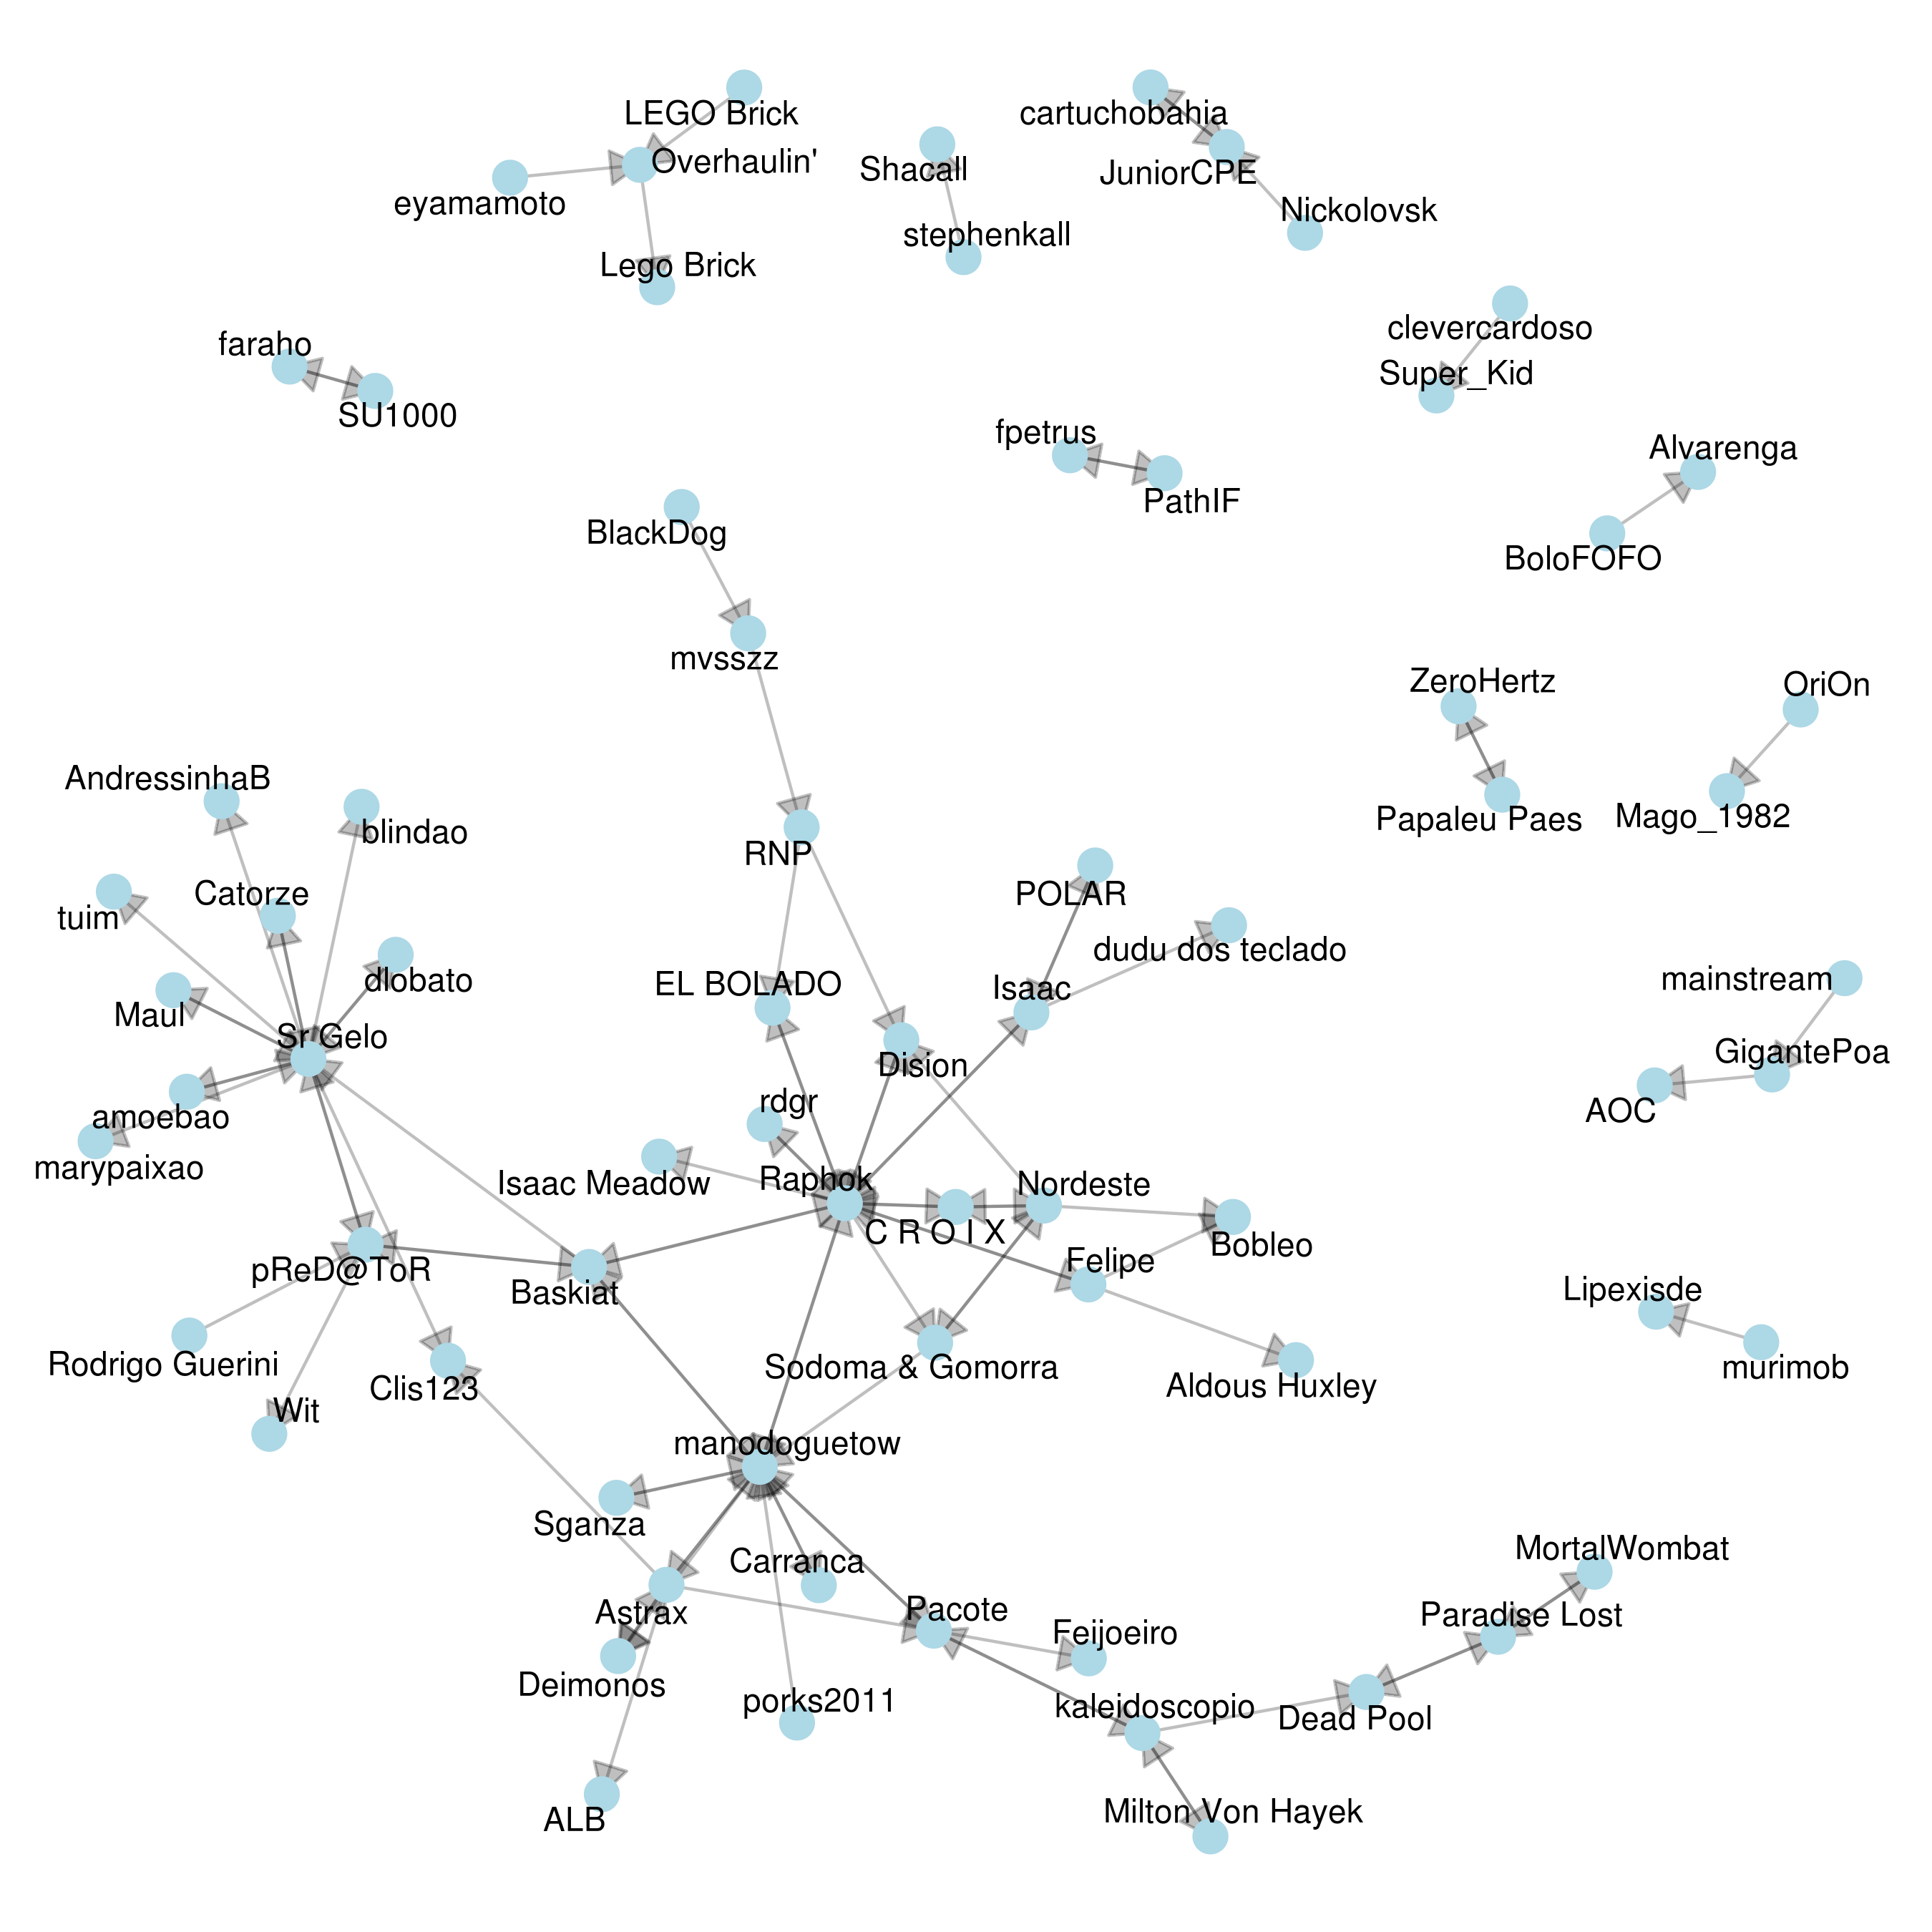 LEGO Brick
cartuchobahia
Overhaulin'
Shacall
JuniorCPE
eyamamoto
Nickolovsk
stephenkall
Lego Brick
clevercardoso
faraho
Super_Kid
SU1000
fpetrus
Alvarenga
PathIF
BlackDog
BoloFOFO
mvsszz
ZeroHertz
OriOn
AndressinhaB
Mago_1982
Papaleu Paes
blindao
RNP
Catorze
POLAR
tuim
dudu dos teclado
dlobato
mainstream
EL BOLADO
Isaac
Maul
Sr Gelo
GigantePoa
Dision
rdgr
AOC
amoebao
marypaixao
Raphok
Isaac Meadow
Nordeste
C R O I X
Bobleo
Felipe
pReD@ToR
Baskiat
Lipexisde
Rodrigo Guerini
Sodoma & Gomorra
murimob
Clis123
Aldous Huxley
Wit
manodoguetow
Sganza
MortalWombat
Carranca
Astrax
Pacote
Paradise Lost
Feijoeiro
Deimonos
porks2011
kaleidoscopio
Dead Pool
Milton Von Hayek
ALB